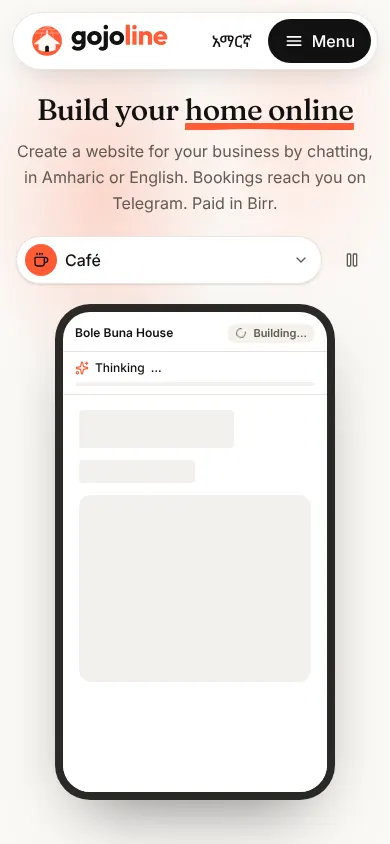 gojoline
አማርኛ
Menu
Build your home online
Create a website for your business by chatting,
in Amharic or English. Bookings reach you on
Telegram. Paid in Birr.
Café
Bole Buna House
Building...
Thinking ...